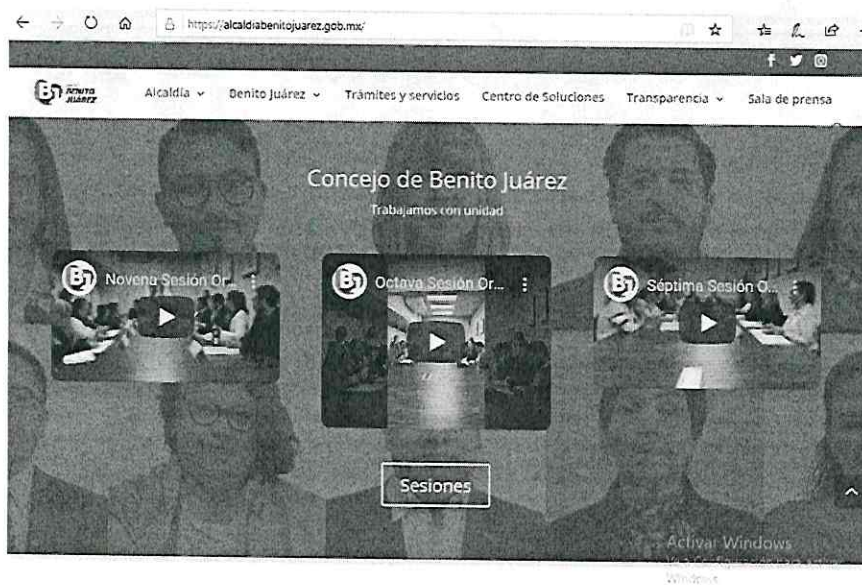 https://alcaldiabenitojuarez.gob.mx/
BJ BENITO JUÁREZ
Alcaldía Benito Juárez Trámites y servicios Centro de Soluciones Transparencia Sala de prensa
Concejo de Benito Juárez
Trabajamos con unidad
BJ Novena Sesión Or...
BJ Octava Sesión Or...
BJ Séptima Sesión O...
Sesiones
Activar Windows
Windows